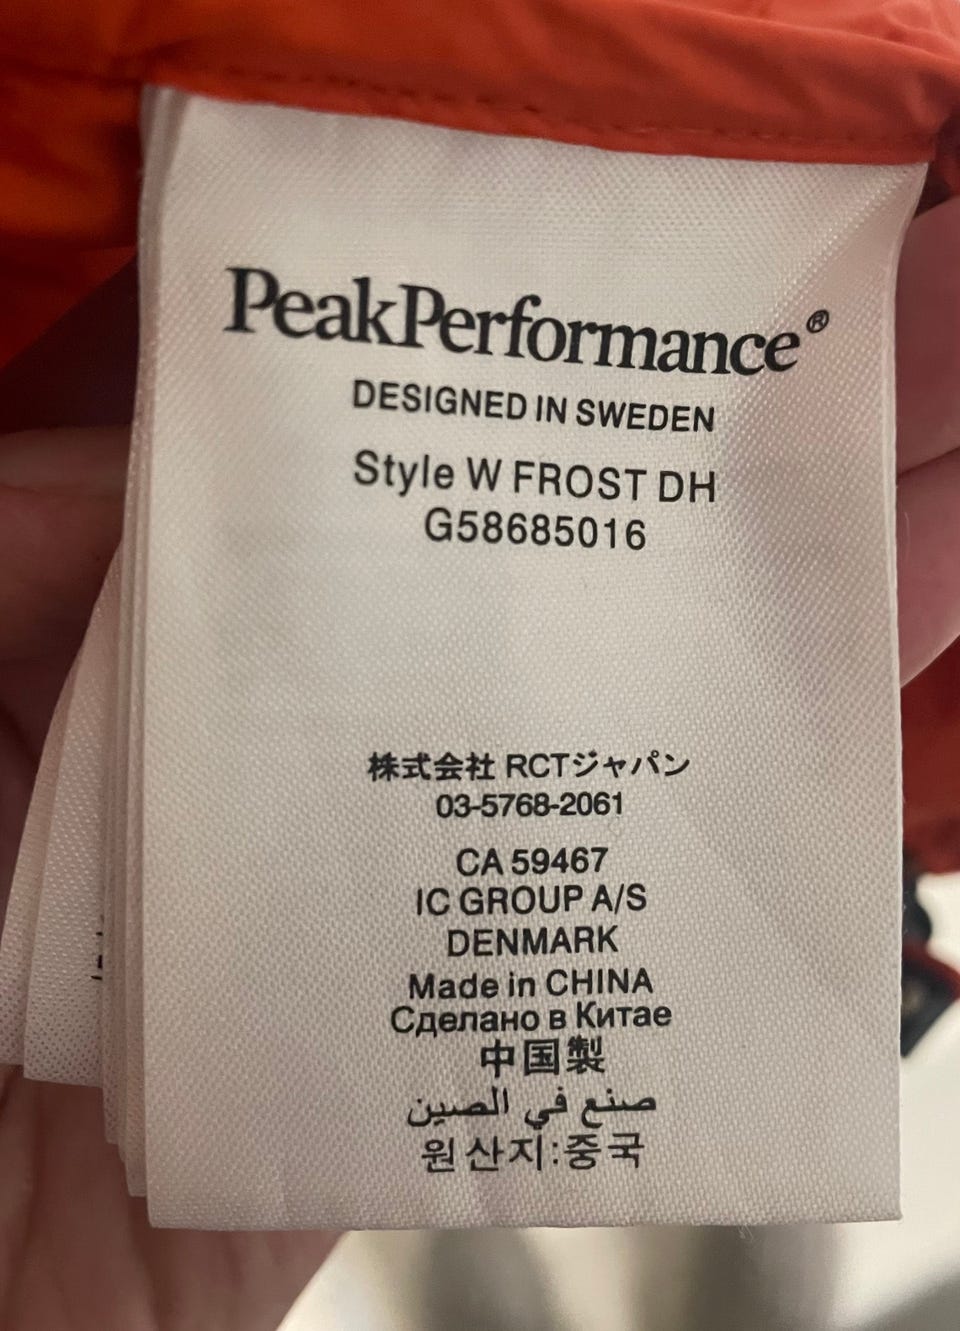 PeakPerformance®
DESIGNED IN SWEDEN
Style W FROST DH
G58685016
株式会社 RCTジャパン
03-5768-2061
CA 59467
IC GROUP A/S
DENMARK
Made in CHINA
Сделано в Китае
中国製
صنع في الصين
원산지:중국